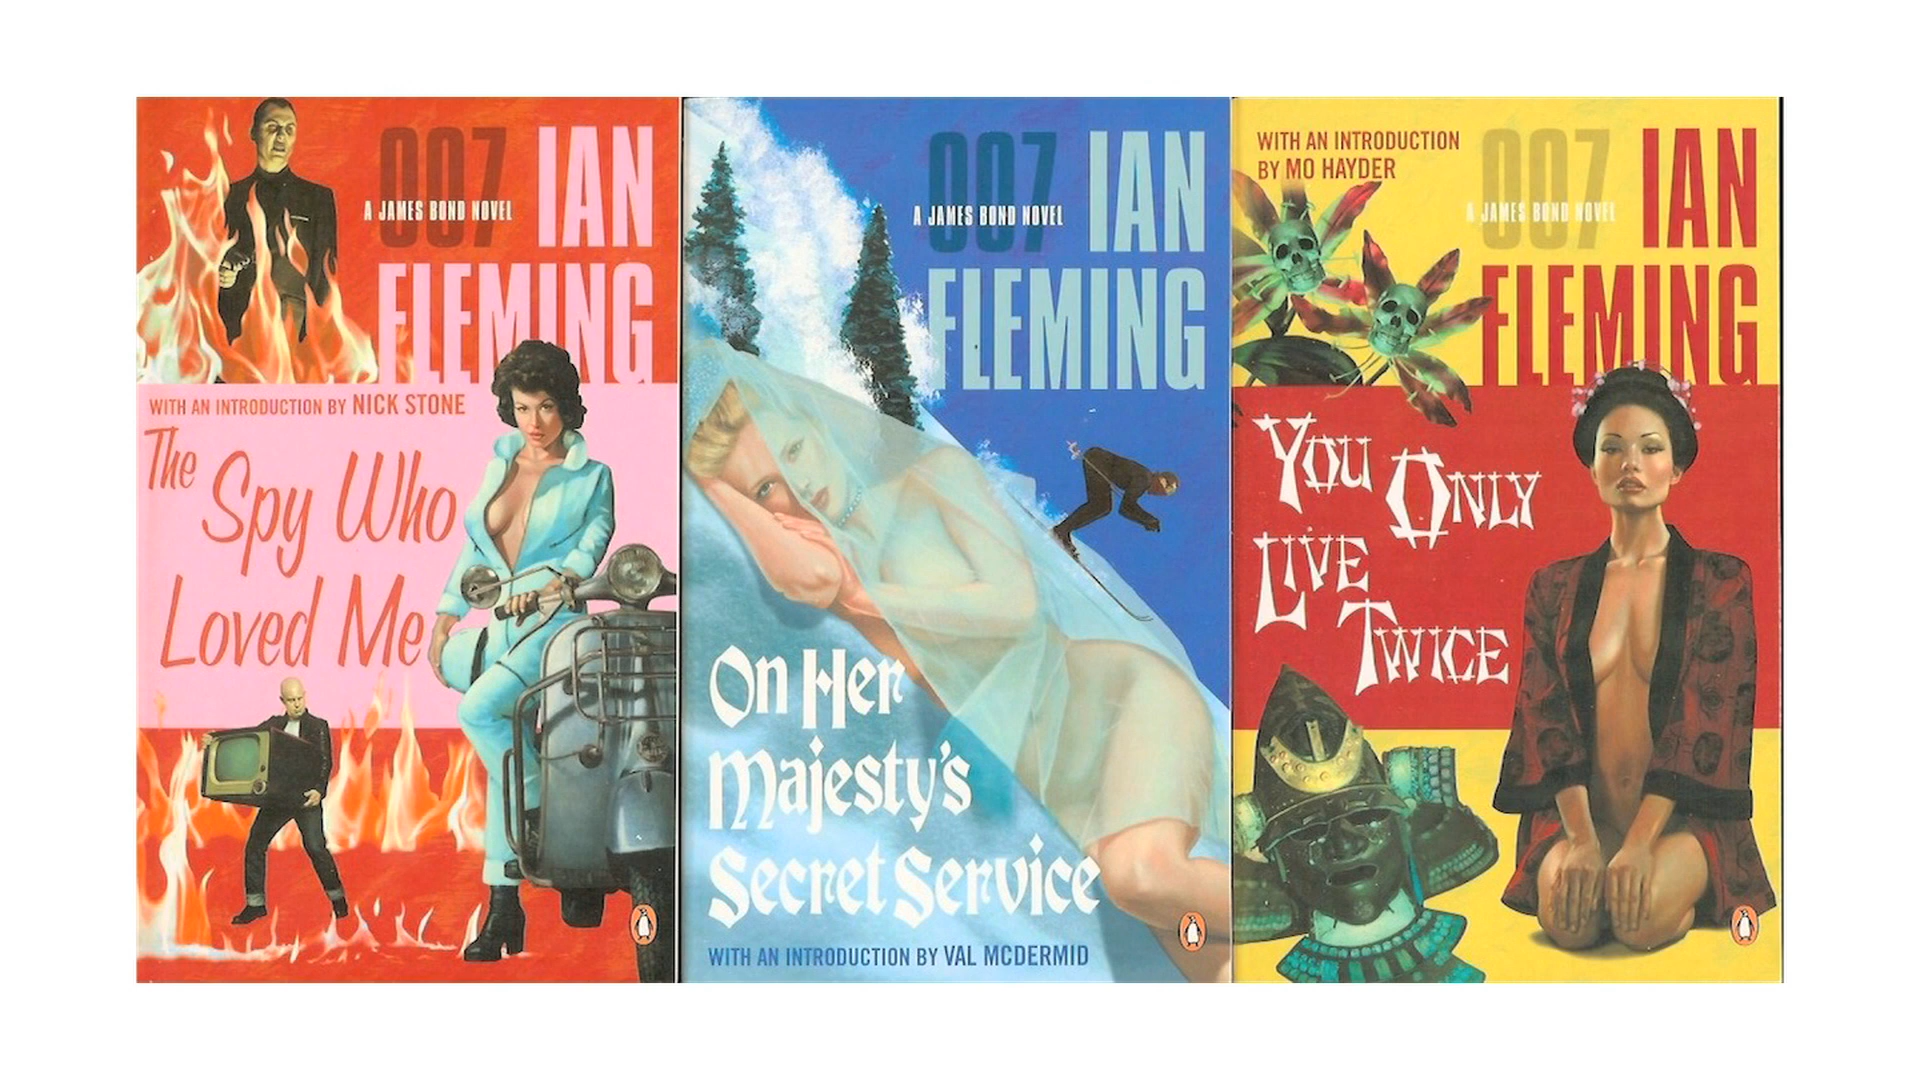 007 IAN
A JAMES BOND NOVEL
FLEMING
WITH AN INTRODUCTION BY NICK STONE
The
Spy Who
Loved Me
007 IAN
A JAMES BOND NOVEL
FLEMING
On Her
Majesty's
Secret Service
WITH AN INTRODUCTION BY VAL MCDERMID
WITH AN INTRODUCTION
BY MO HAYDER
007 IAN
A JAMES BOND NOVEL
FLEMING
YOU ONLY
LIVE
TWICE